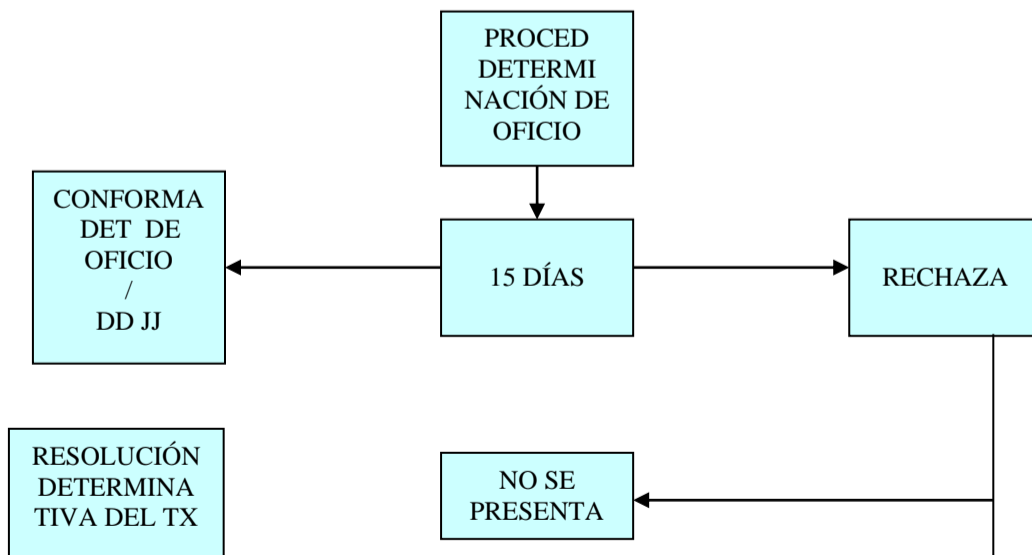 PROCED
DETERMI
NACIÓN DE
OFICIO
CONFORMA
DET DE
OFICIO
/
DD JJ
15 DÍAS
RECHAZA
RESOLUCIÓN
DETERMINA
TIVA DEL TX
NO SE
PRESENTA